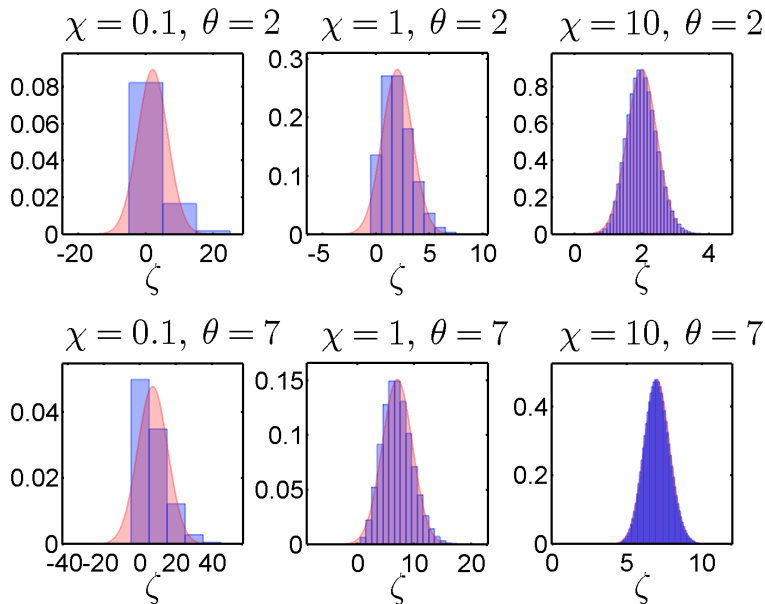 χ = 0.1, θ = 2
0.08
0.06
0.04
0.02
0
-20 0 20
ζ
χ = 1, θ = 2
0.3
0.2
0.1
0
-5 0 5 10
ζ
χ = 10, θ = 2
0.8
0.6
0.4
0.2
0
0 2 4
ζ
χ = 0.1, θ = 7
0.04
0.02
0
-40 -20 0 20 40
ζ
χ = 1, θ = 7
0.15
0.1
0.05
0
0 10 20
ζ
χ = 10, θ = 7
0.4
0.2
0
0 5 10
ζ